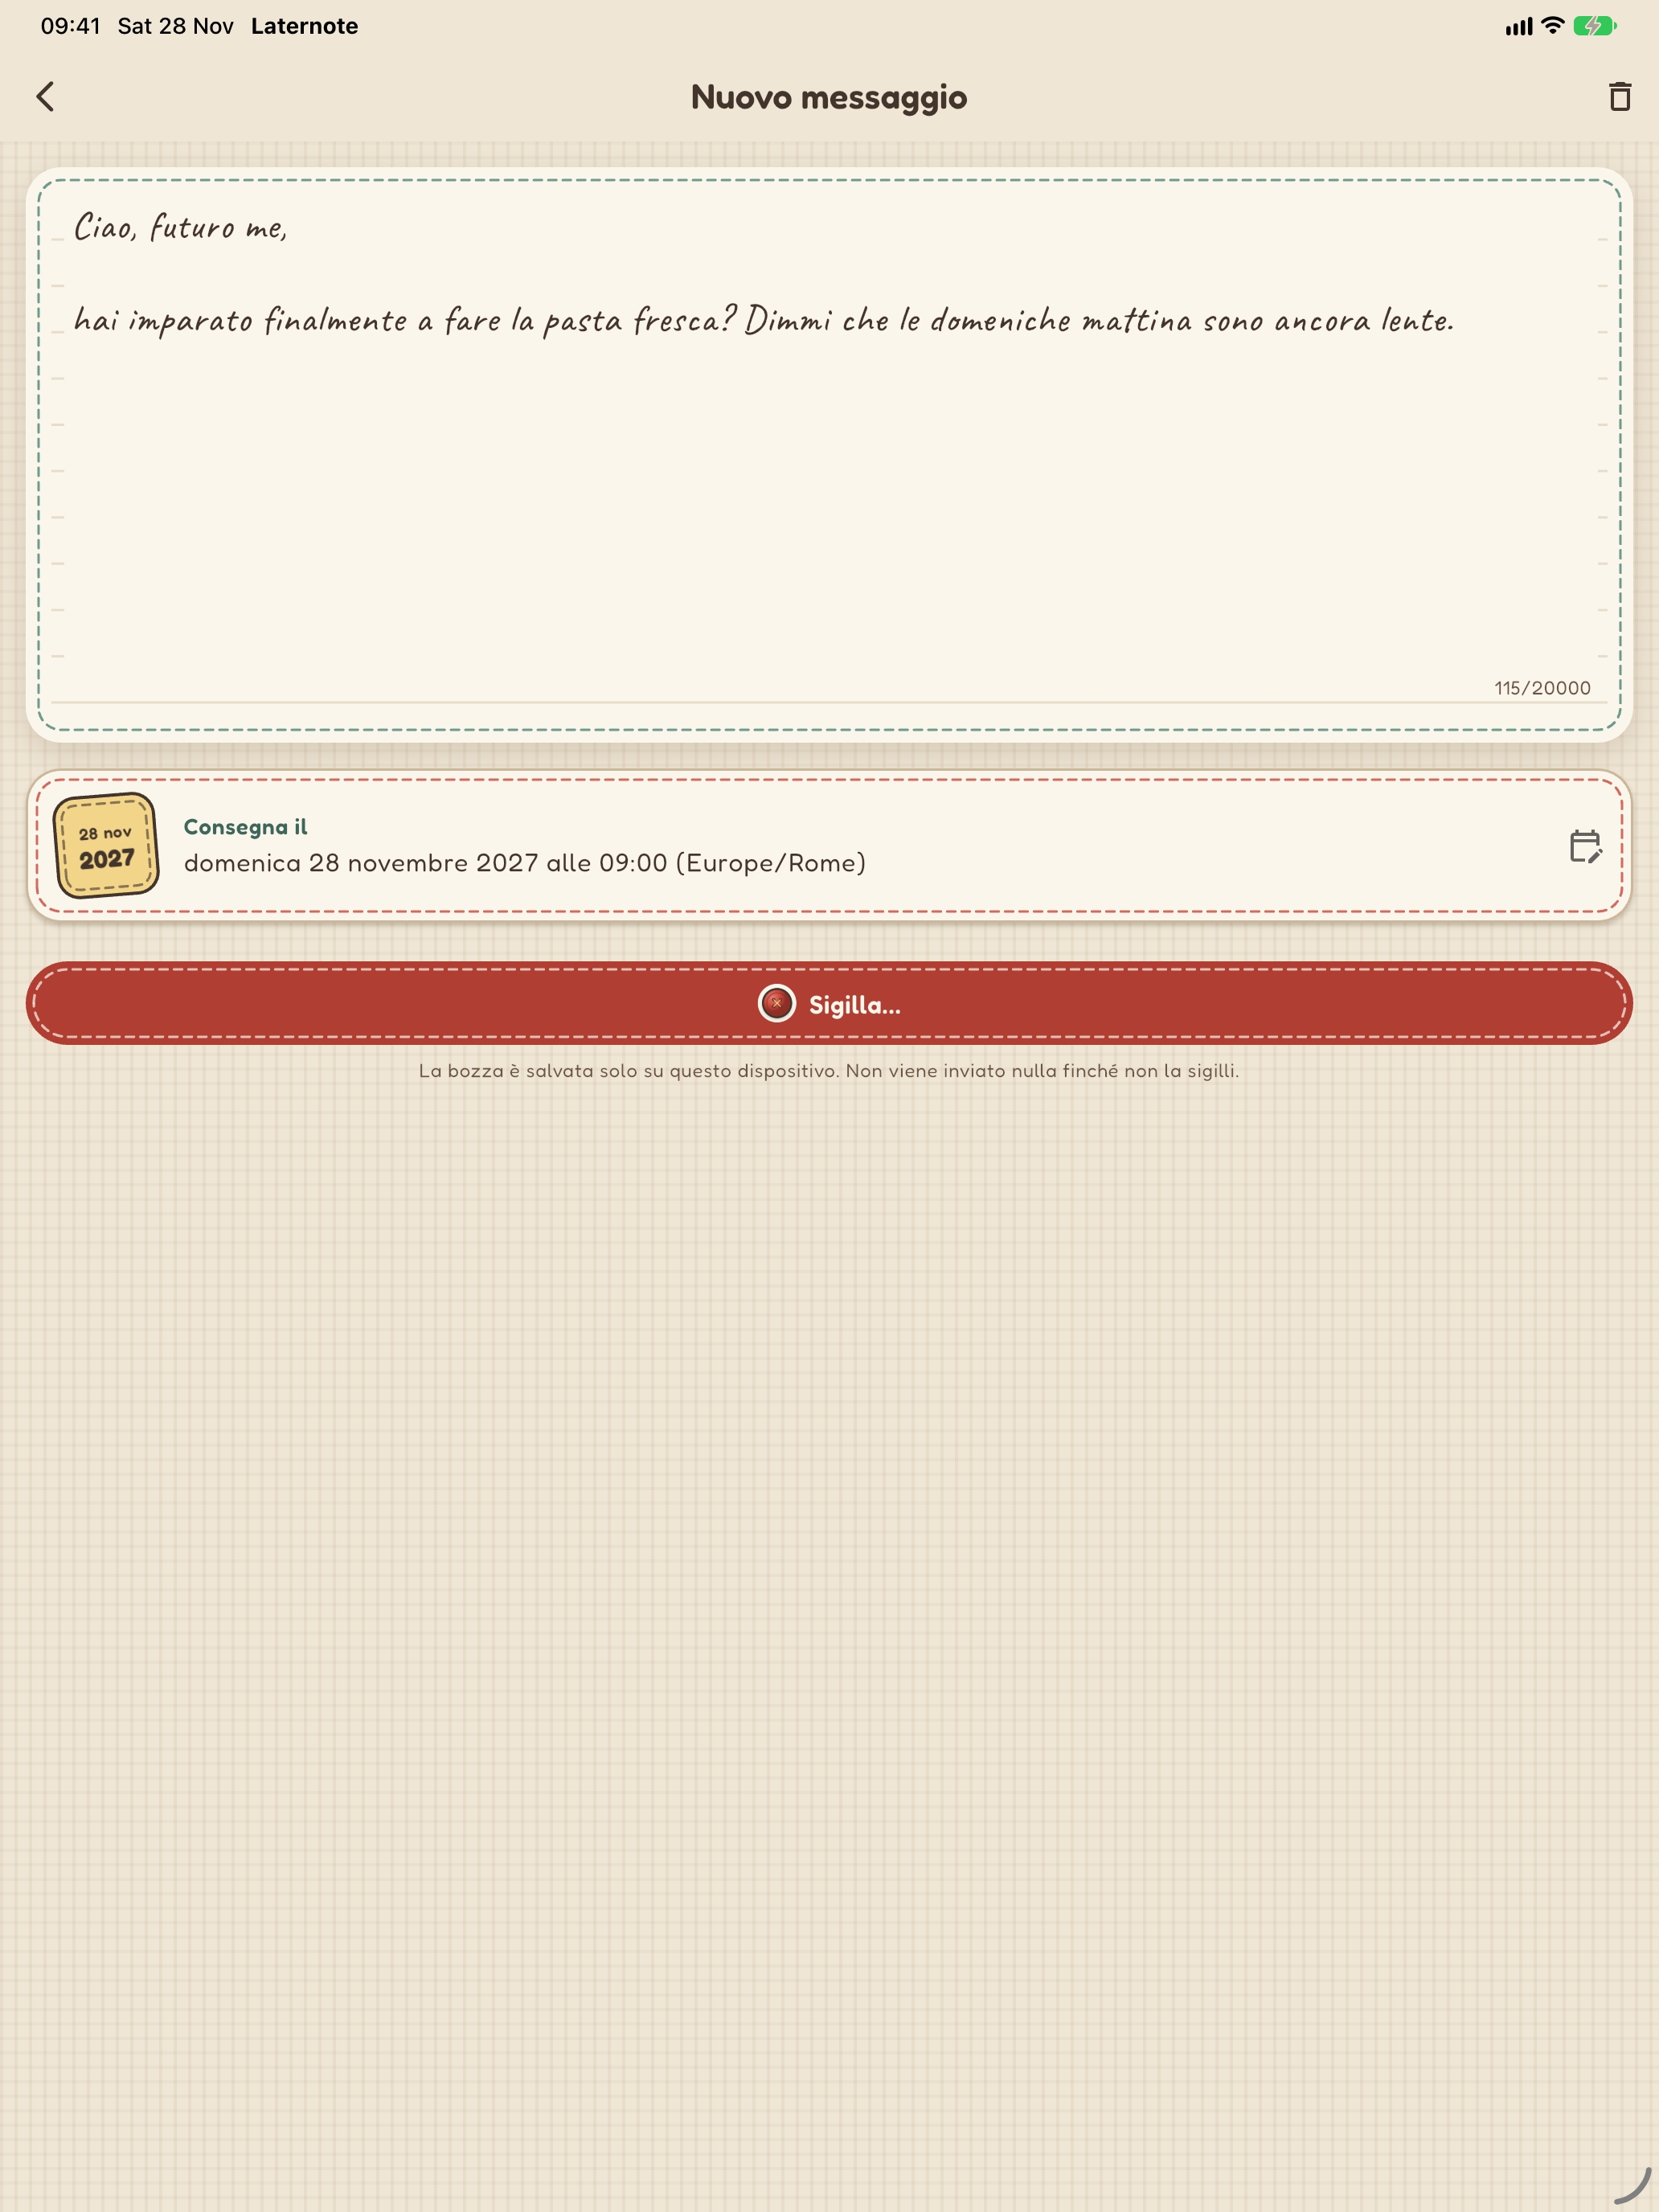 09:41 Sat 28 Nov Laternote
Nuovo messaggio
Ciao, futuro me,
hai imparato finalmente a fare la pasta fresca? Dimmi che le domeniche mattina sono ancora lente.
115/20000
28 nov
2027
Consegna il
domenica 28 novembre 2027 alle 09:00 (Europe/Rome)
Sigilla...
La bozza è salvata solo su questo dispositivo. Non viene inviato nulla finché non la sigilli.